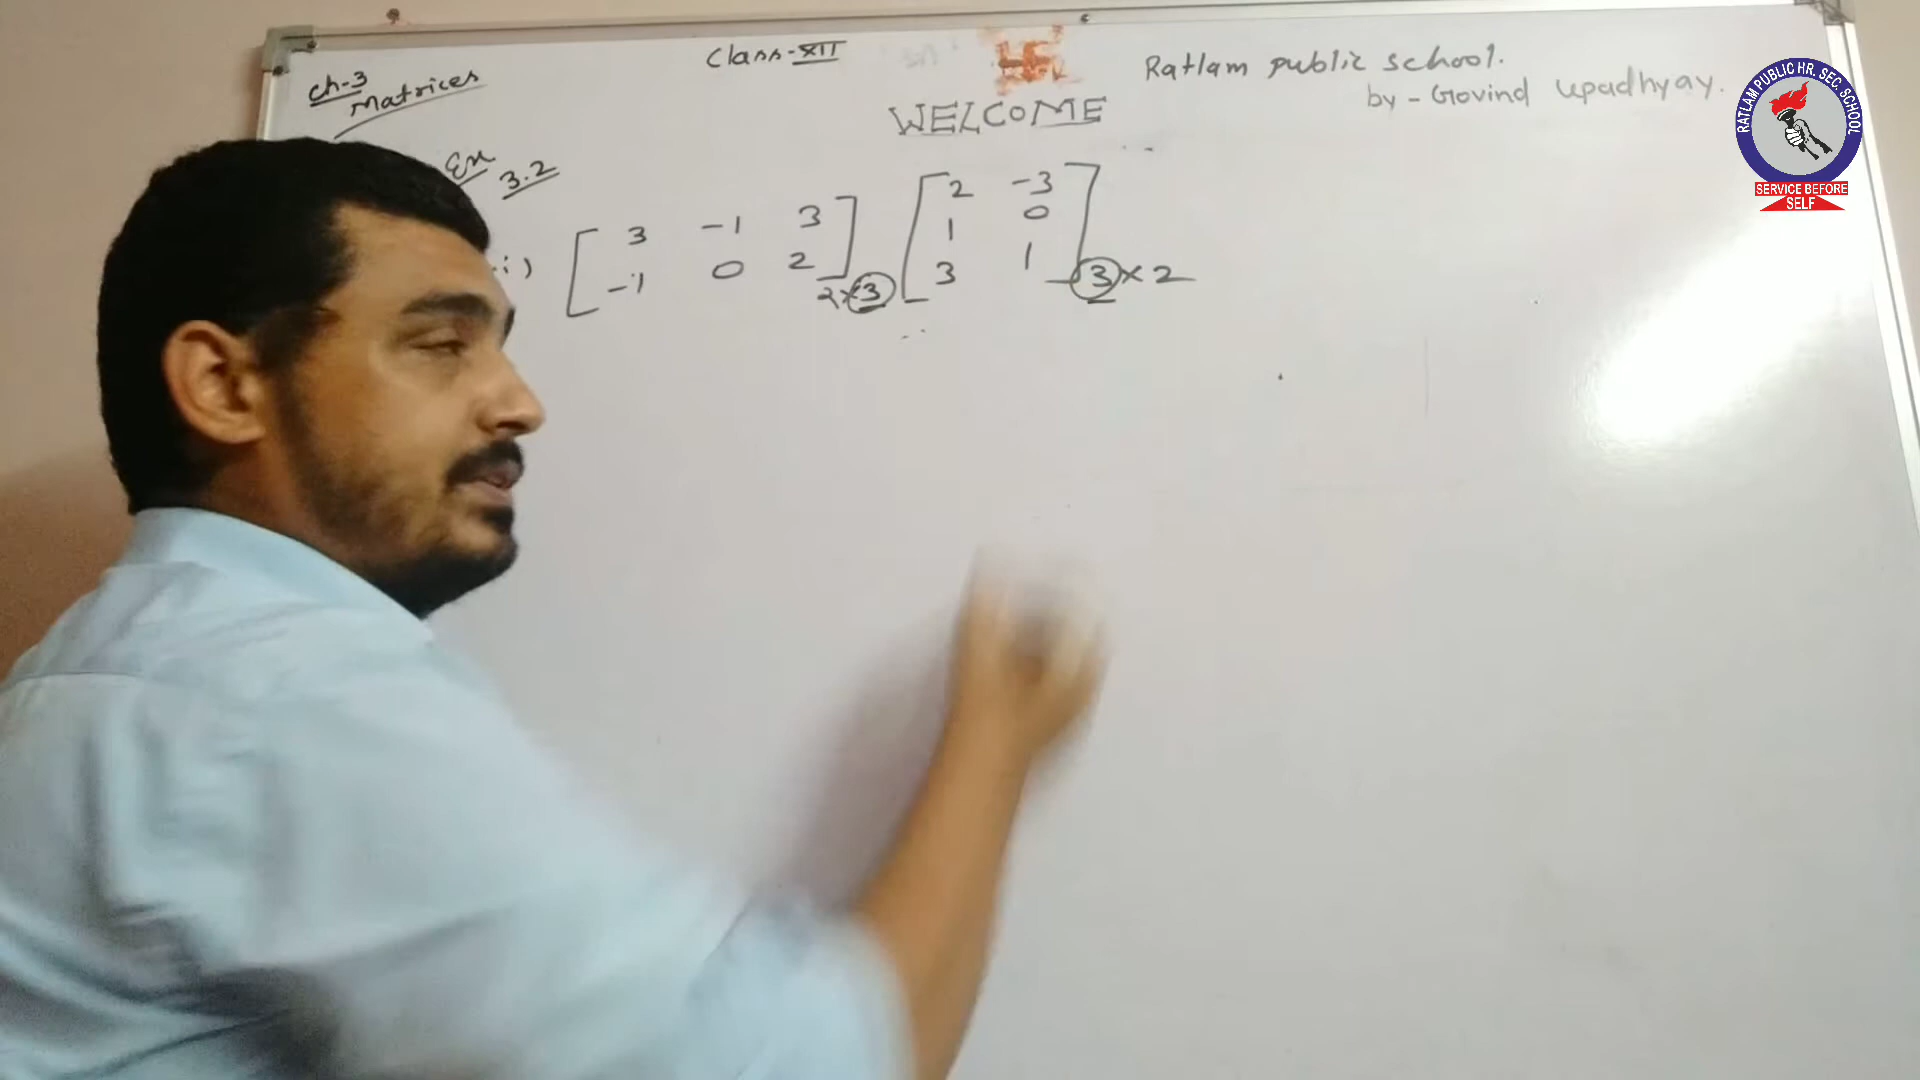 Class-XII
Ratlam public school.
by - Govind Upadhyay.
ch-3
Matrices
WELCOME
Ex
3.2
i)
3 -1 3
-1 0 2
2×3
2 -3
1 0
3 1
3×2
RATLAM PUBLIC HR. SEC. SCHOOL
SERVICE BEFORE
SELF